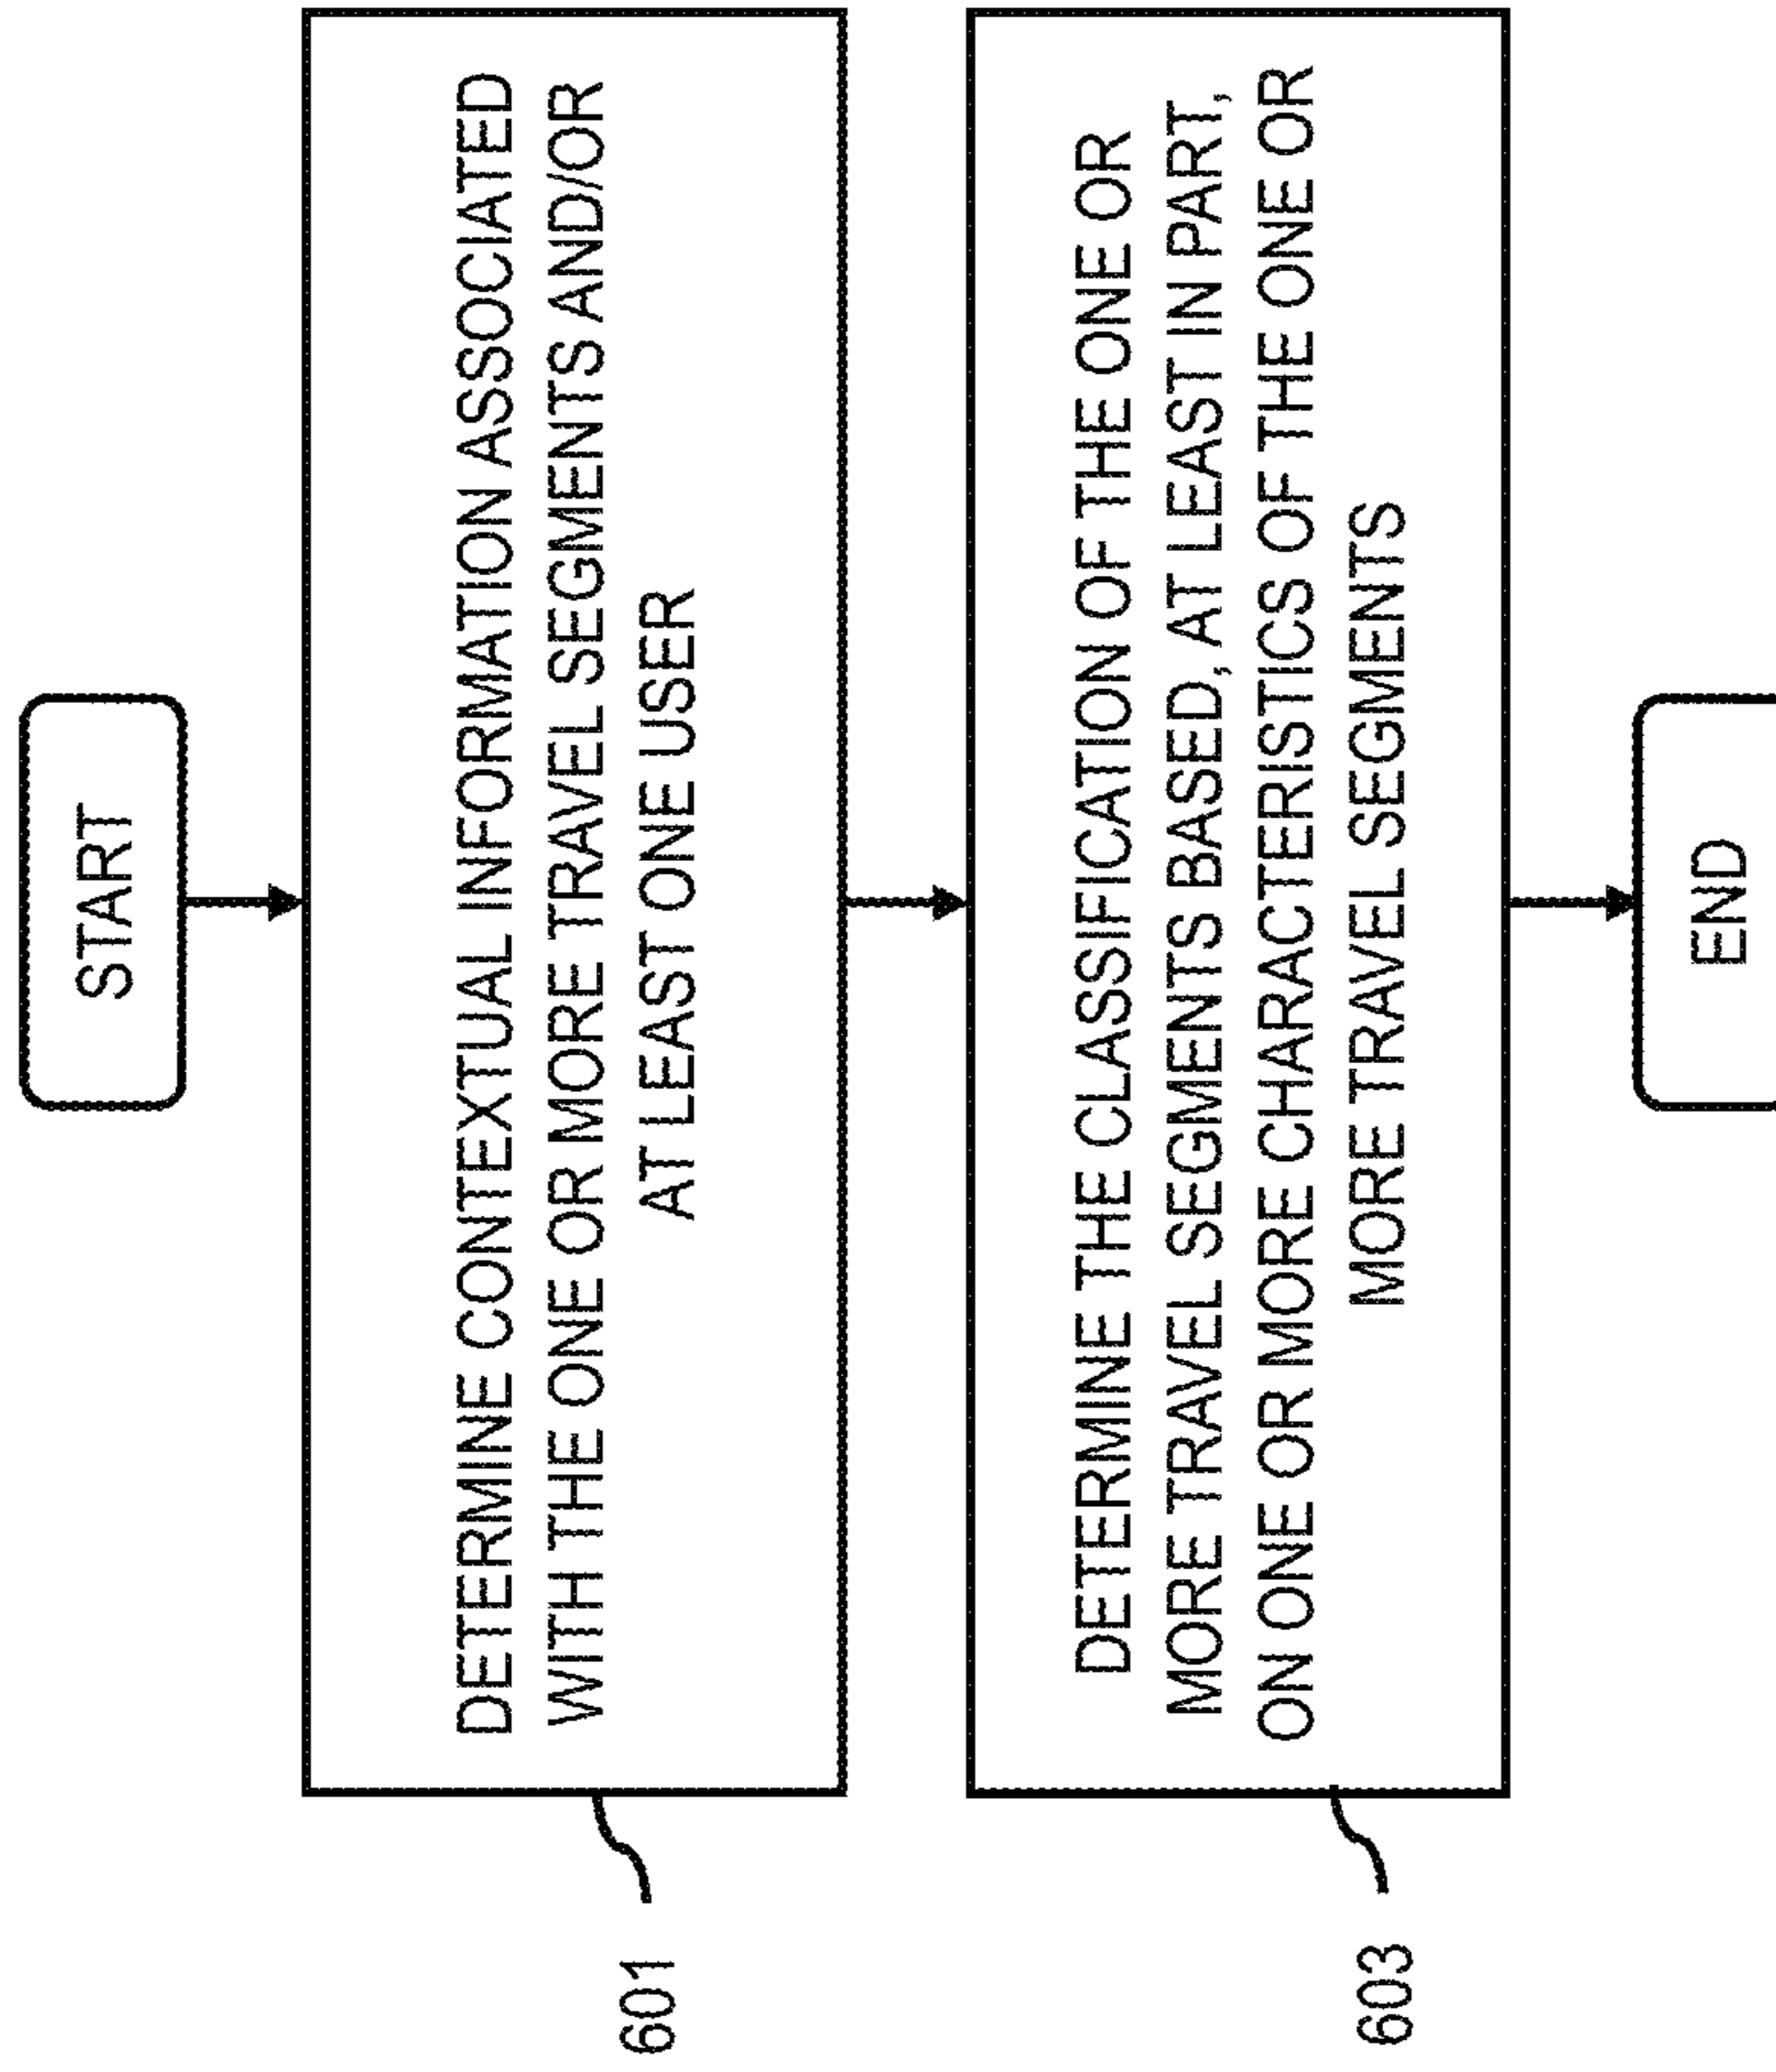 START
DETERMINE CONTEXTUAL INFORMATION ASSOCIATED
WITH THE ONE OR MORE TRAVEL SEGMENTS AND/OR
AT LEAST ONE USER
601
DETERMINE THE CLASSIFICATION OF THE ONE OR
MORE TRAVEL SEGMENTS BASED, AT LEAST IN PART,
ON ONE OR MORE CHARACTERISTICS OF THE ONE OR
MORE TRAVEL SEGMENTS
603
END